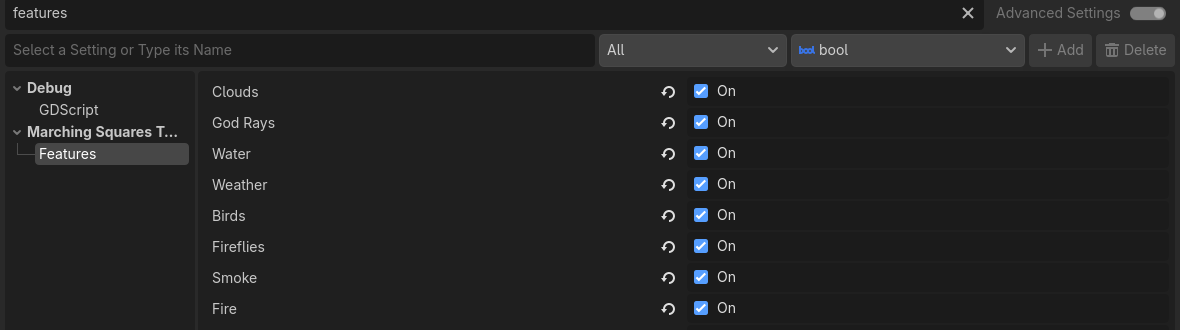 features
Advanced Settings
Select a Setting or Type its Name
All
bool bool
Add
Delete
Debug
GDScript
Marching Squares T...
Features
Clouds On
God Rays On
Water On
Weather On
Birds On
Fireflies On
Smoke On
Fire On